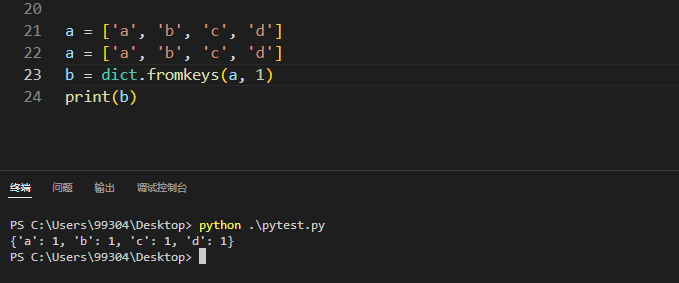 20
21 a = ['a', 'b', 'c', 'd']
22 a = ['a', 'b', 'c', 'd']
23 b = dict.fromkeys(a, 1)
24 print(b)
终端 问题 输出 调试控制台
PS C:\Users\99304\Desktop> python .\pytest.py
{'a': 1, 'b': 1, 'c': 1, 'd': 1}
PS C:\Users\99304\Desktop>